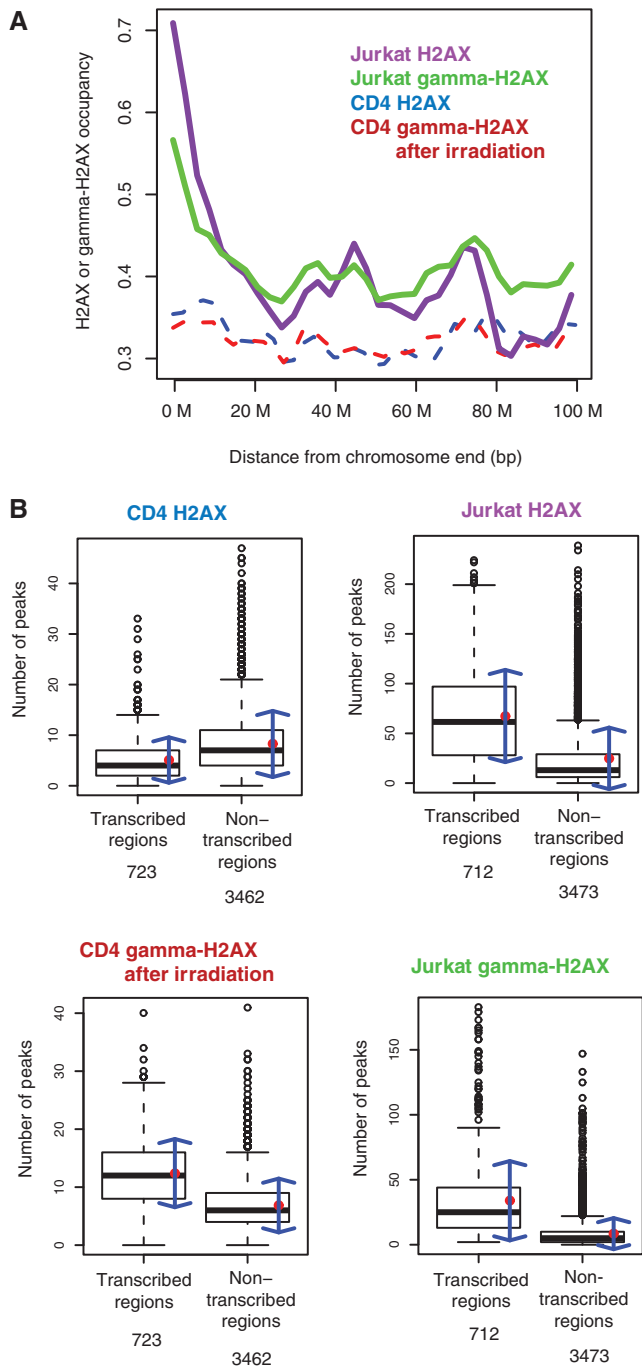 A
H2AX or gamma-H2AX occupancy
0.7
0.6
0.5
0.4
0.3
Jurkat H2AX
Jurkat gamma-H2AX
CD4 H2AX
CD4 gamma-H2AX
after irradiation
0 M 20 M 40 M 60 M 80 M 100 M
Distance from chromosome end (bp)
B
CD4 H2AX
Number of peaks
40
30
20
10
0
Transcribed regions
723
Non–transcribed regions
3462
Jurkat H2AX
Number of peaks
200
150
100
50
0
Transcribed regions
712
Non–transcribed regions
3473
CD4 gamma-H2AX
after irradiation
Number of peaks
40
30
20
10
0
Transcribed regions
723
Non–transcribed regions
3462
Jurkat gamma-H2AX
Number of peaks
150
100
50
0
Transcribed regions
712
Non-transcribed regions
3473